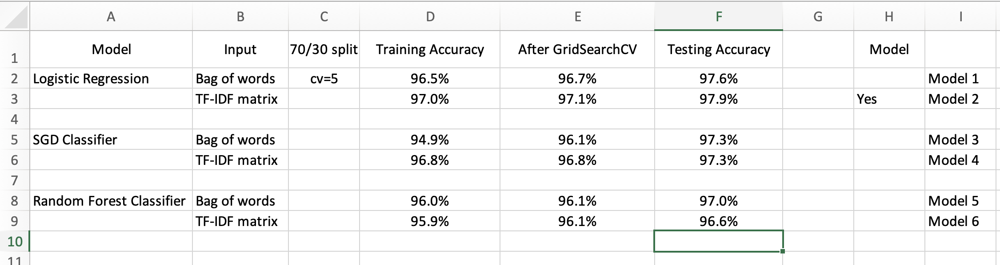 A B C D E F G H I
1 Model Input 70/30 split Training Accuracy After GridSearchCV Testing Accuracy Model
2 Logistic Regression Bag of words cv=5 96.5% 96.7% 97.6% Model 1
3 TF-IDF matrix 97.0% 97.1% 97.9% Yes Model 2
4
5 SGD Classifier Bag of words 94.9% 96.1% 97.3% Model 3
6 TF-IDF matrix 96.8% 96.8% 97.3% Model 4
7
8 Random Forest Classifier Bag of words 96.0% 96.1% 97.0% Model 5
9 TF-IDF matrix 95.9% 96.1% 96.6% Model 6
10
11